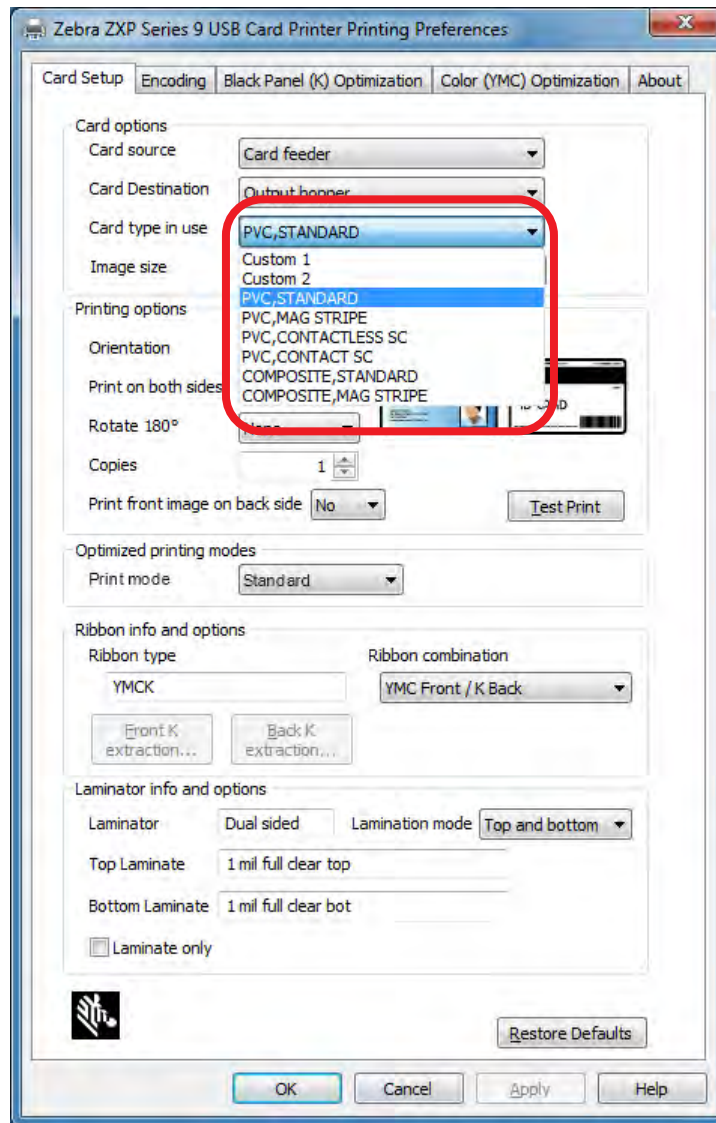 Zebra ZXP Series 9 USB Card Printer Printing Preferences
Card Setup Encoding Black Panel (K) Optimization Color (YMC) Optimization About
Card options
Card source Card feeder
Card Destination Output hopper
Card type in use PVC,STANDARD
Custom 1
Image size
Custom 2
PVC,STANDARD
Printing options
PVC,MAG STRIPE
PVC,CONTACTLESS SC
Orientation
PVC,CONTACT SC
COMPOSITE,STANDARD
Print on both sides
COMPOSITE,MAG STRIPE
ID CARD
Rotate 180° None
Copies 1
Print front image on back side No Test Print
Optimized printing modes
Print mode Standard
Ribbon info and options
Ribbon type Ribbon combination
YMCK YMC Front / K Back
Front K extraction... Back K extraction...
Laminator info and options
Laminator Dual sided Lamination mode Top and bottom
Top Laminate 1 mil full clear top
Bottom Laminate 1 mil full clear bot
Laminate only
Restore Defaults
OK Cancel Apply Help